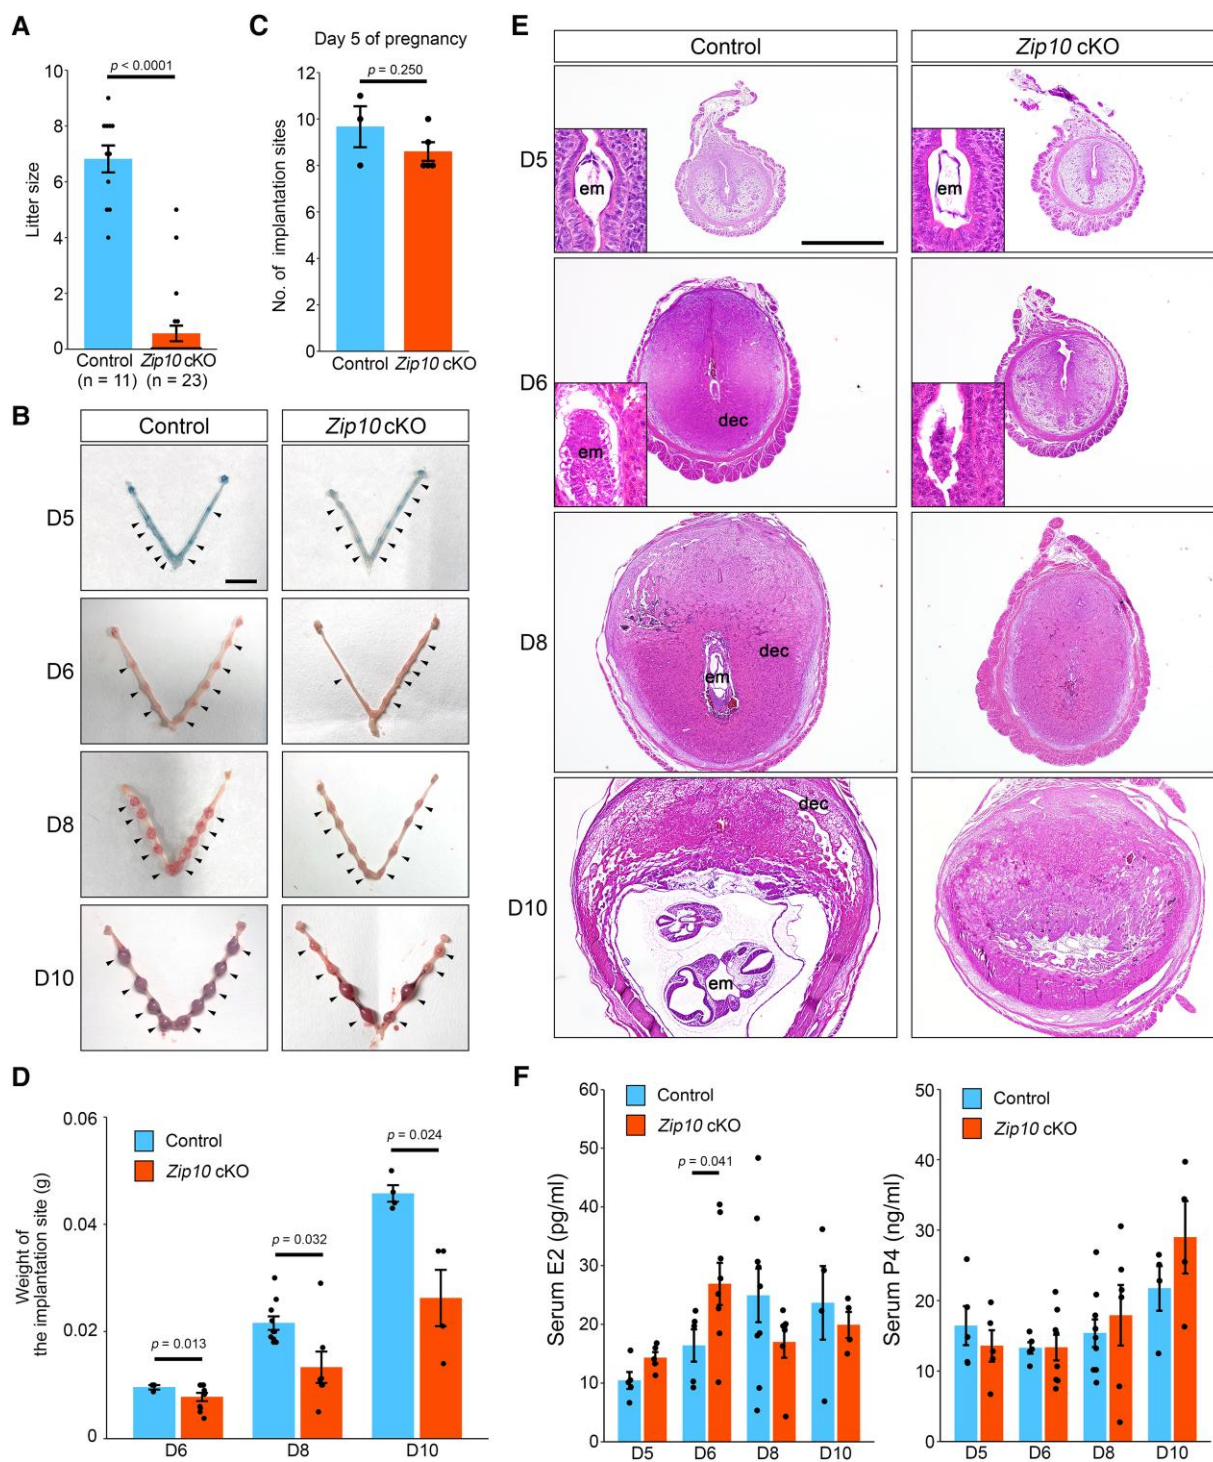 A
p < 0.0001
Litter size
10
8
6
4
2
0
Control
Zip10 cKO
(n = 11)
(n = 23)
C
Day 5 of pregnancy
p = 0.250
No. of implantation sites
12
10
8
6
4
2
0
Control
Zip10 cKO
B
Control
Zip10 cKO
D5
D6
D8
D10
E
Control
Zip10 cKO
D5
em
em
D6
em
dec
D8
dec
em
D10
dec
em
D
Control
Zip10 cKO
Weight of
the implantation site (g)
0.06
0.04
0.02
0
p = 0.013
p = 0.032
p = 0.024
D6
D8
D10
F
Control
Zip10 cKO
p = 0.041
Serum E2 (pg/ml)
60
50
40
30
20
10
0
D5
D6
D8
D10
Control
Zip10 cKO
Serum P4 (ng/ml)
50
40
30
20
10
0
D5
D6
D8
D10